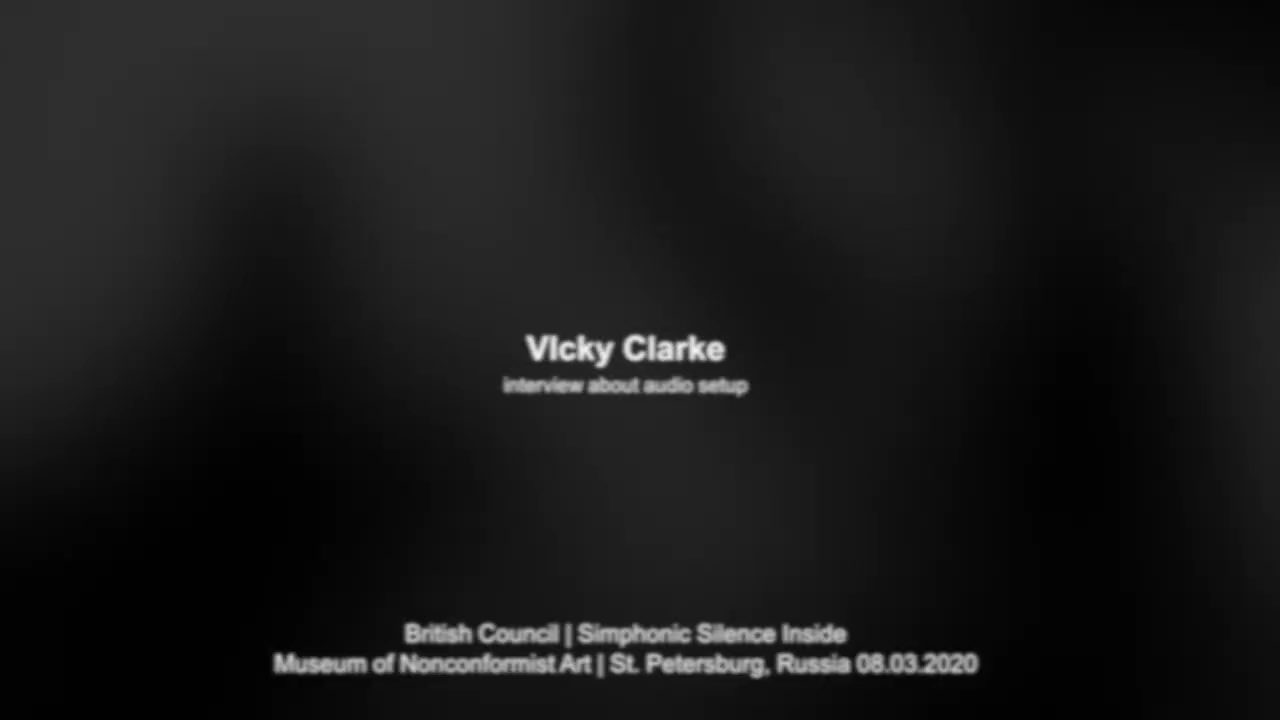 VIcky Clarke
interview about audio setup
British Council | Simphonic Silence Inside
Museum of Nonconformist Art | St. Petersburg, Russia 08.03.2020